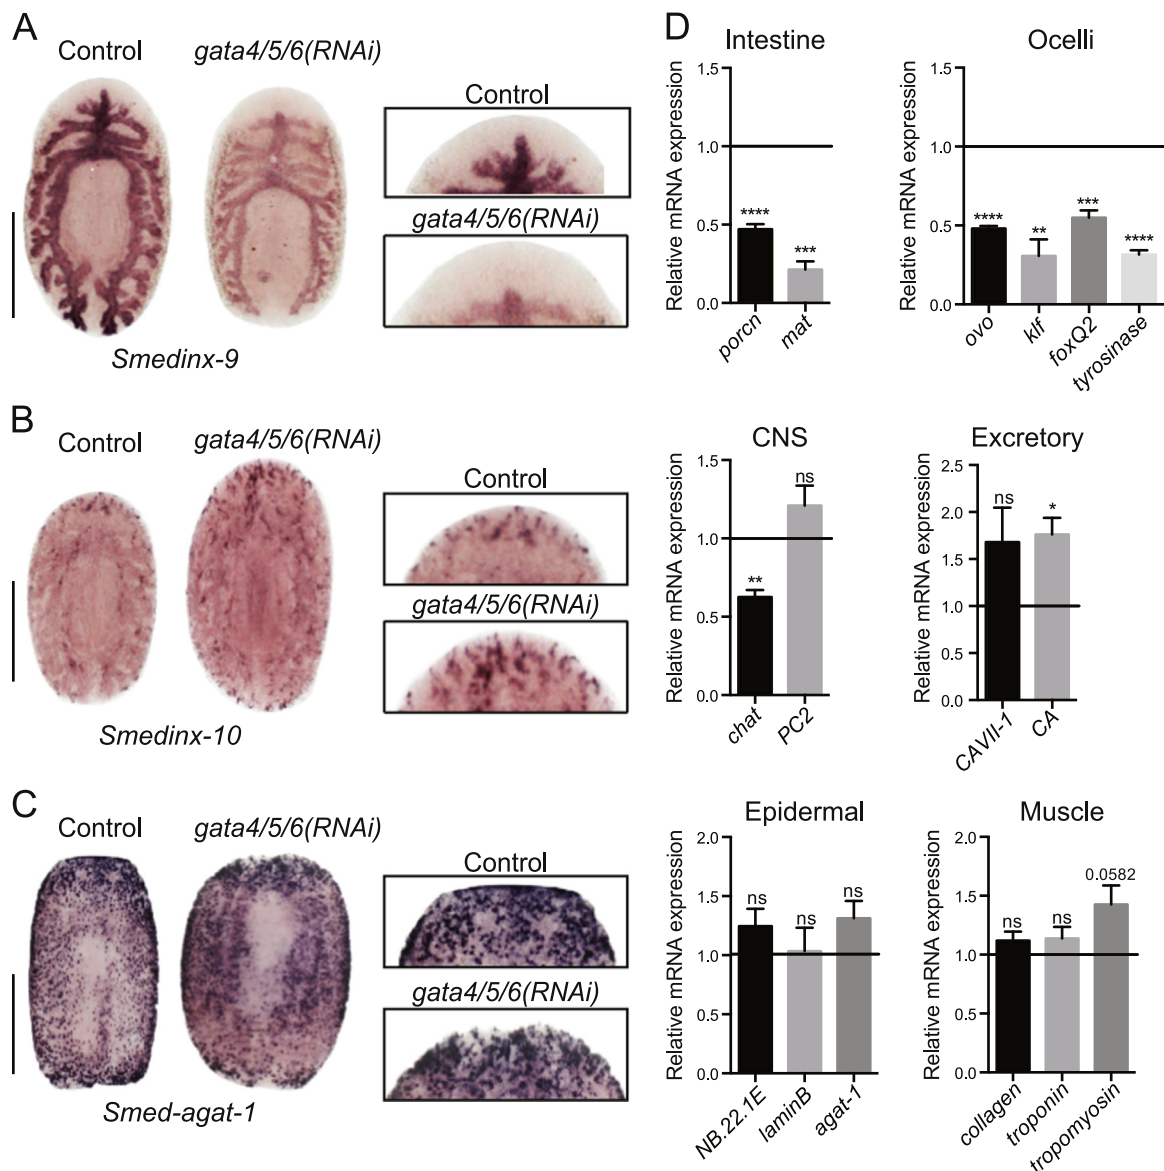 A
Control
gata4/5/6(RNAi)
Control
gata4/5/6(RNAi)
Smedinx-9
B
Control
gata4/5/6(RNAi)
Control
gata4/5/6(RNAi)
Smedinx-10
C
Control
gata4/5/6(RNAi)
Control
gata4/5/6(RNAi)
Smed-agat-1
D
Intestine
Relative mRNA expression
1.5
1.0
0.5
0.0
****
***
porcn
mat
Ocelli
Relative mRNA expression
1.5
1.0
0.5
0.0
****
**
***
****
ovo
klf
foxQ2
tyrosinase
CNS
Relative mRNA expression
1.5
1.0
0.5
0.0
**
ns
chat
PC2
Excretory
Relative mRNA expression
2.5
2.0
1.5
1.0
0.5
0.0
ns
*
CAVII-1
CA
Epidermal
Relative mRNA expression
2.0
1.5
1.0
0.5
0.0
ns
ns
ns
NB.22.1E
laminB
agat-1
Muscle
Relative mRNA expression
2.0
1.5
1.0
0.5
0.0
ns
ns
0.0582
collagen
troponin
tropomyosin